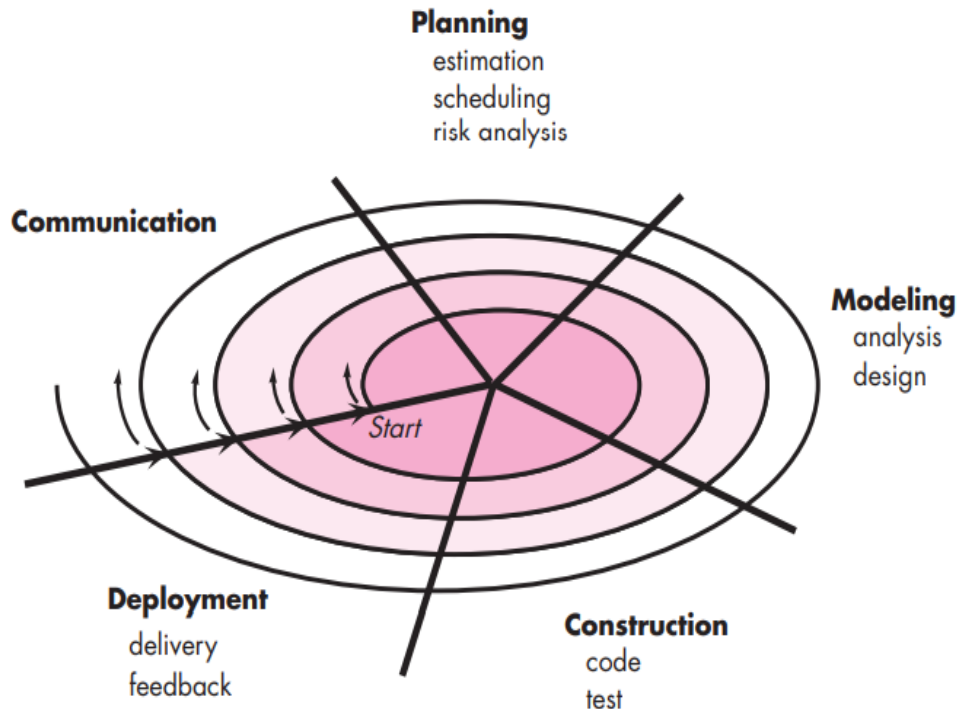 Planning
estimation
scheduling
risk analysis
Communication
Modeling
analysis
design
Start
Deployment
delivery
feedback
Construction
code
test